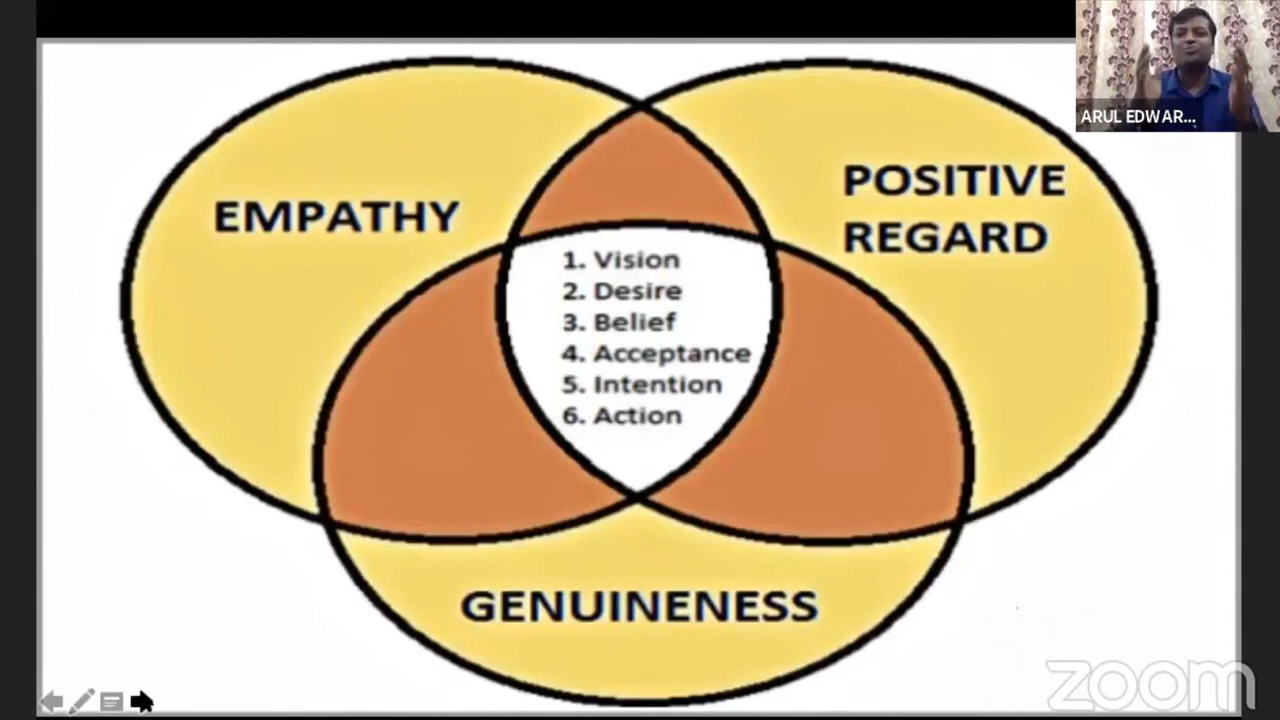 ARUL EDWAR...
EMPATHY
POSITIVE
REGARD
1. Vision
2. Desire
3. Belief
4. Acceptance
5. Intention
6. Action
GENUINENESS
zoom